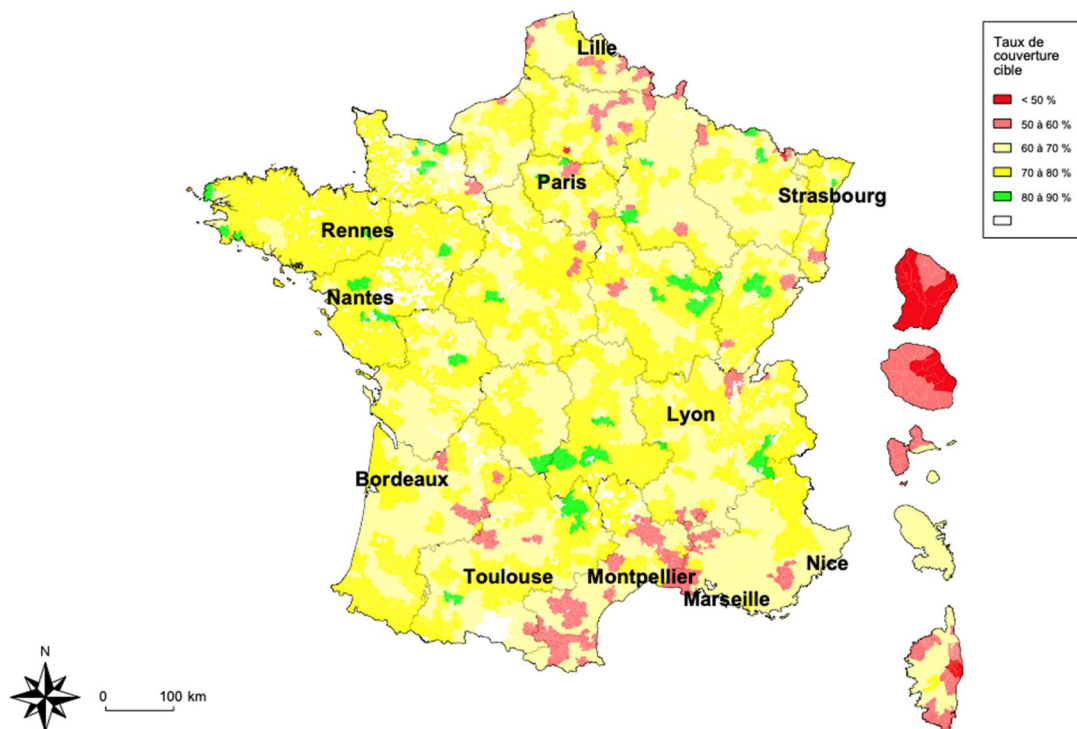 Taux de
couverture
cible
< 50 %
50 à 60 %
60 à 70 %
70 à 80 %
80 à 90 %
Lille
Paris
Strasbourg
Rennes
Nantes
Lyon
Bordeaux
Nice
Toulouse
Montpellier
Marseille
N
0 100 km